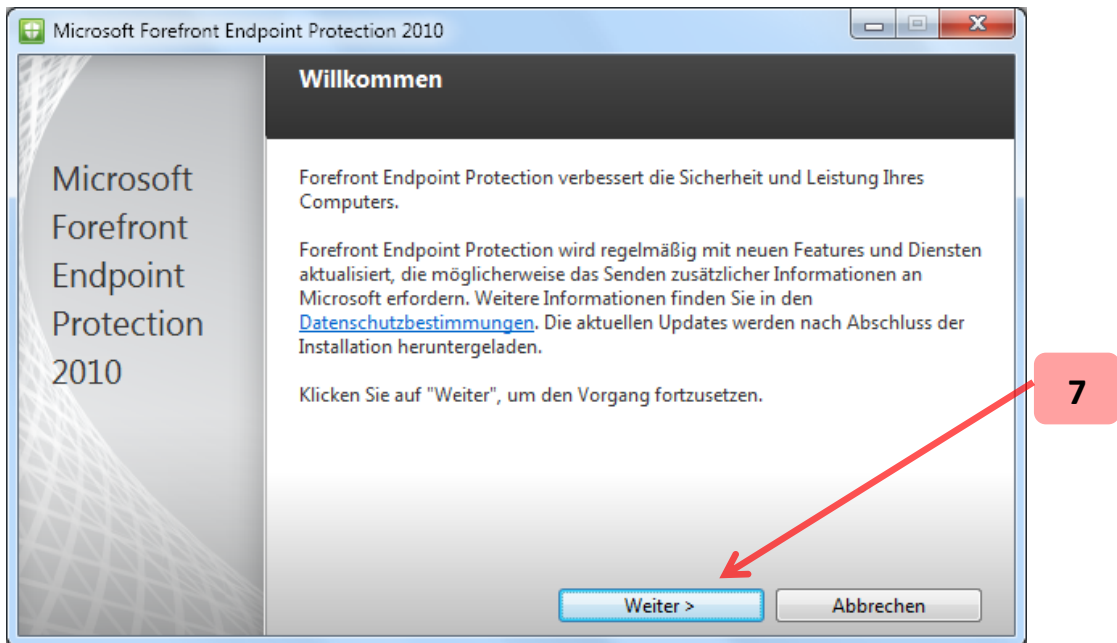 Microsoft Forefront Endpoint Protection 2010
Willkommen
Microsoft
Forefront
Endpoint
Protection
2010
Forefront Endpoint Protection verbessert die Sicherheit und Leistung Ihres
Computers.
Forefront Endpoint Protection wird regelmäßig mit neuen Features und Diensten
aktualisiert, die möglicherweise das Senden zusätzlicher Informationen an
Microsoft erfordern. Weitere Informationen finden Sie in den
Datenschutzbestimmungen. Die aktuellen Updates werden nach Abschluss der
Installation heruntergeladen.
Klicken Sie auf "Weiter", um den Vorgang fortzusetzen.
7
Weiter >
Abbrechen